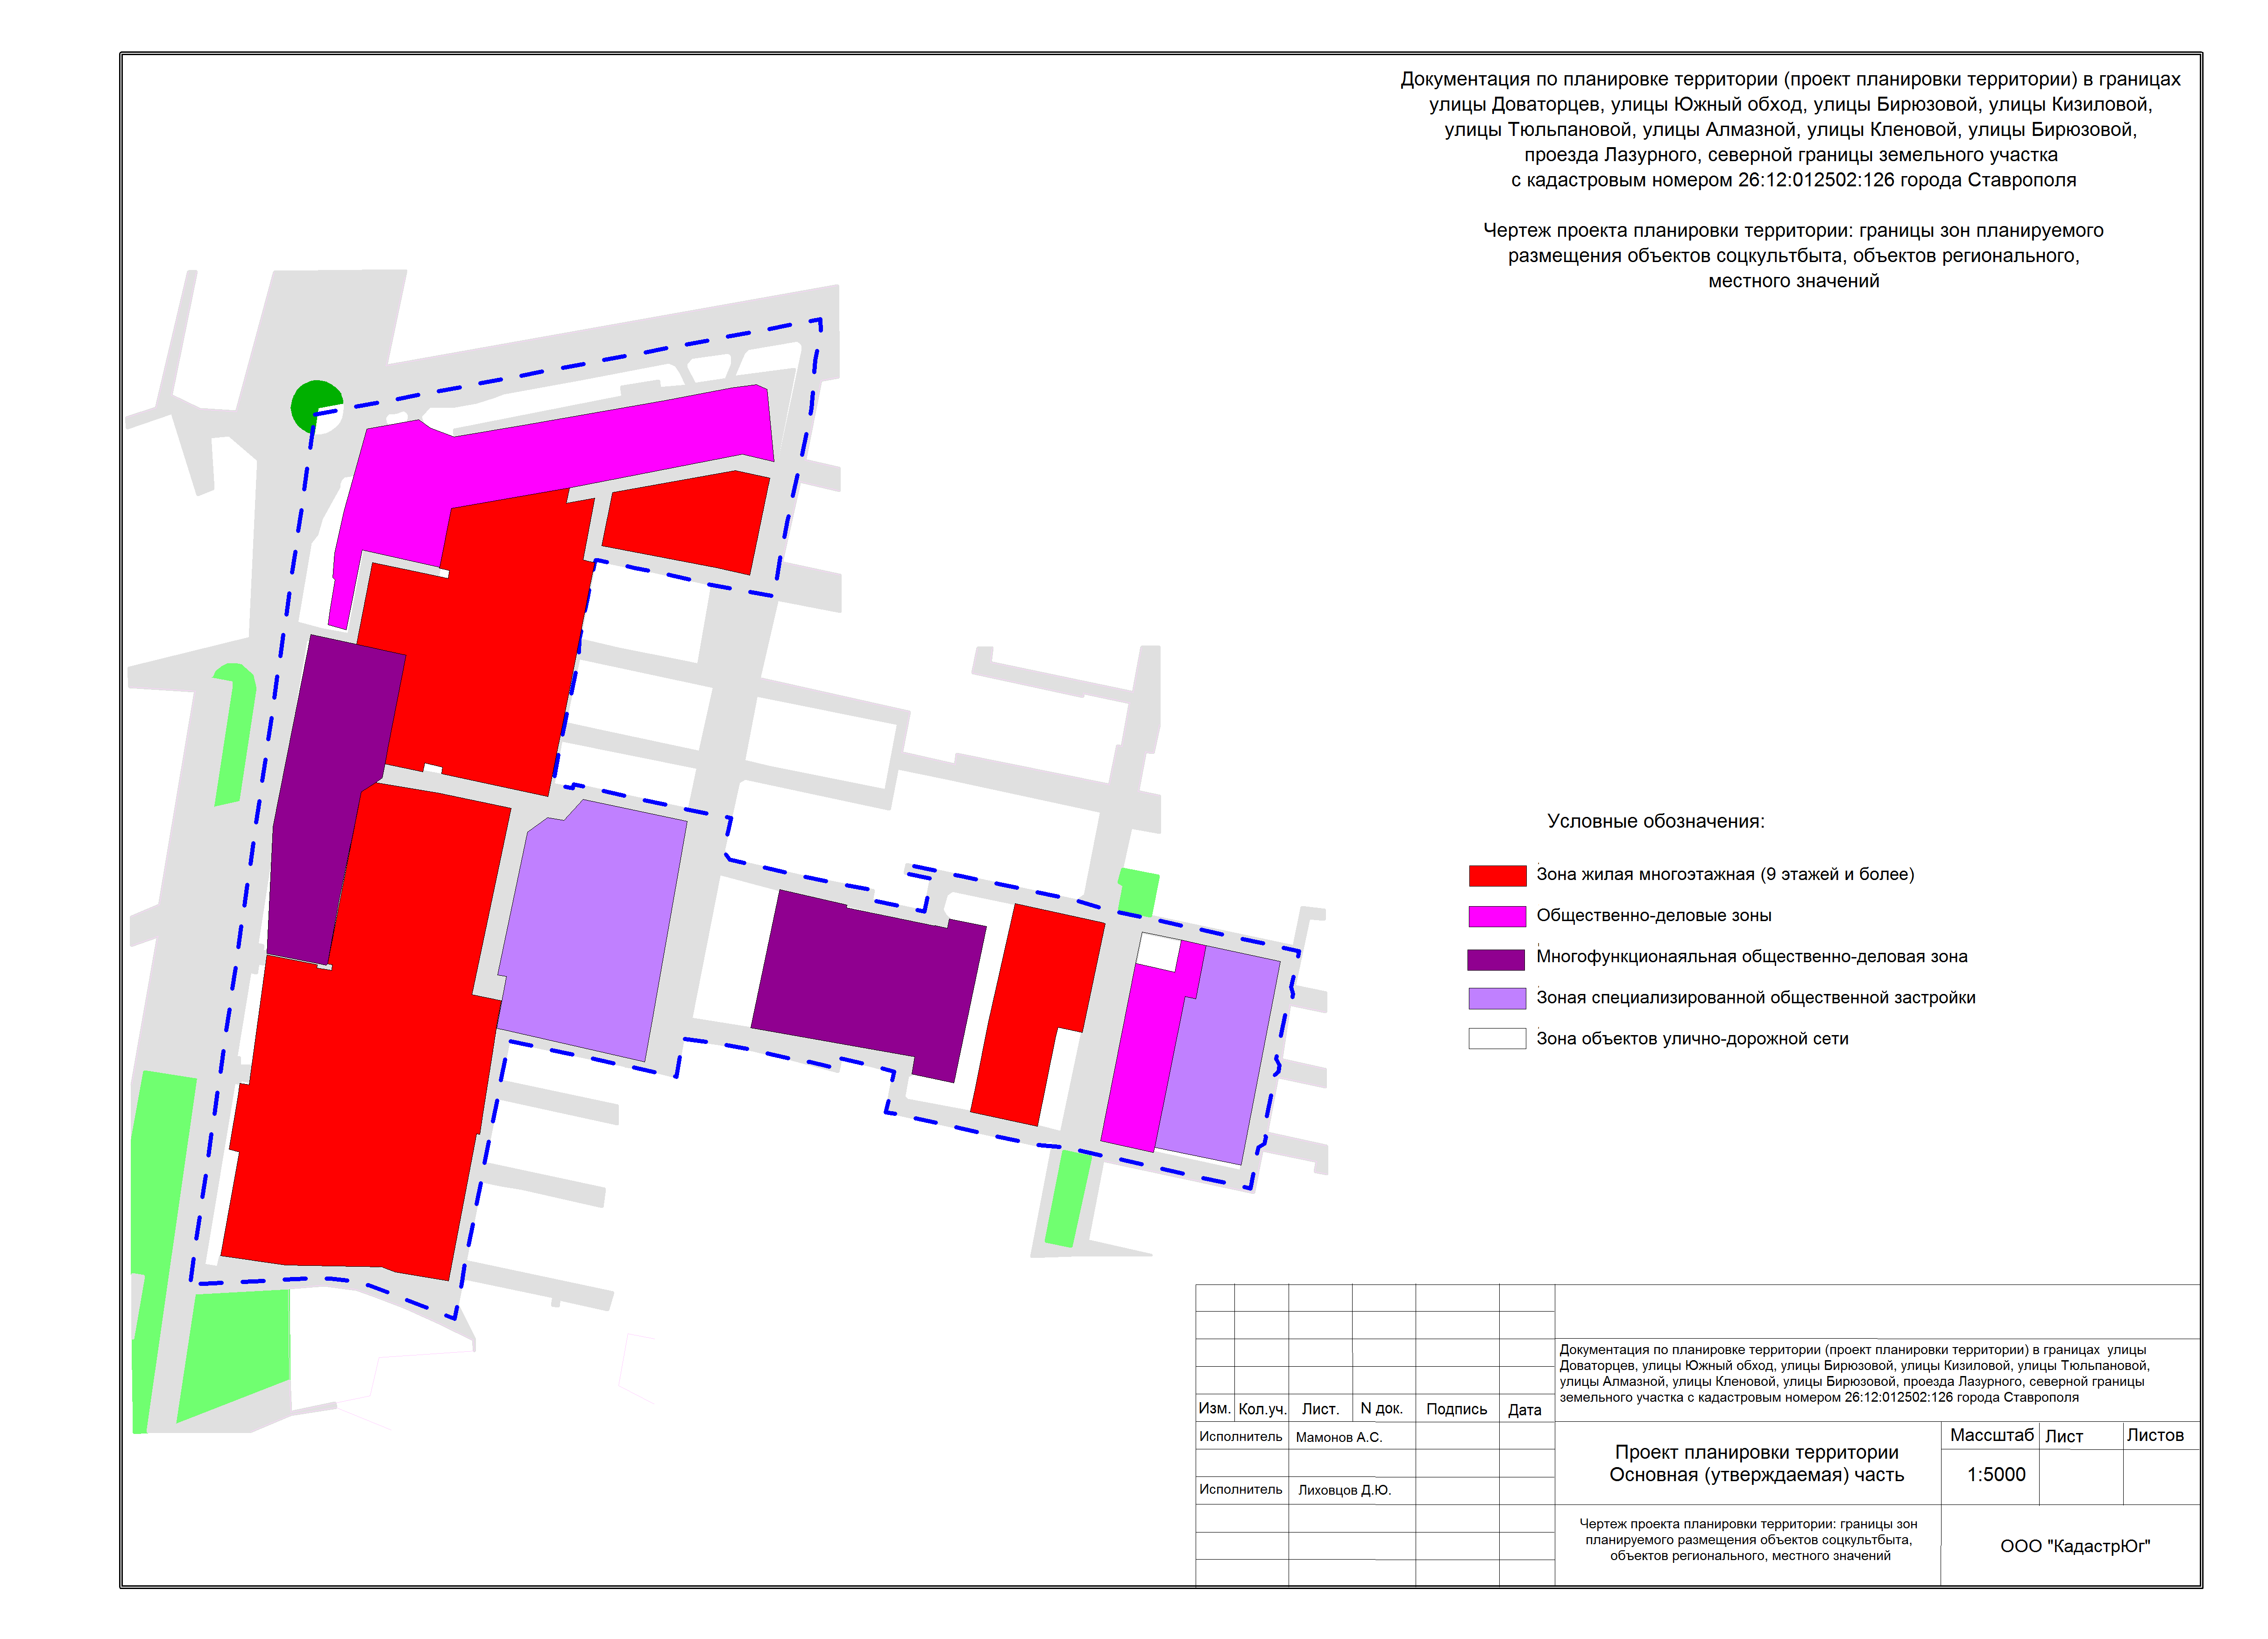 Документация по планировке территории (проект планировки территории) в границах
улицы Доваторцев, улицы Южный обход, улицы Бирюзовой, улицы Кизиловой,
улицы Тюльпановой, улицы Алмазной, улицы Кленовой, улицы Бирюзовой,
проезда Лазурного, северной границы земельного участка
с кадастровым номером 26:12:012502:126 города Ставрополя
Чертеж проекта планировки территории: границы зон планируемого
размещения объектов соцкультбыта, объектов регионального,
местного значений
Условные обозначения:
Зона жилая многоэтажная (9 этажей и более)
Общественно-деловые зоны
Многофункционаяльная общественно-деловая зона
Зоная специализированной общественной застройки
Зона объектов улично-дорожной сети
Документация по планировке территории (проект планировки территории) в границах улицы
Доваторцев, улицы Южный обход, улицы Бирюзовой, улицы Кизиловой, улицы Тюльпановой,
улицы Алмазной, улицы Кленовой, улицы Бирюзовой, проезда Лазурного, северной границы
земельного участка с кадастровым номером 26:12:012502:126 города Ставрополя
Изм. Кол.уч. Лист. N док. Подпись Дата
Исполнитель Мамонов А.С.
Исполнитель Лиховцов Д.Ю.
Проект планировки территории
Основная (утверждаемая) часть
Массштаб Лист Листов
1:5000
Чертеж проекта планировки территории: границы зон
планируемого размещения объектов соцкультбыта,
объектов регионального, местного значений
ООО "КадастрЮг"